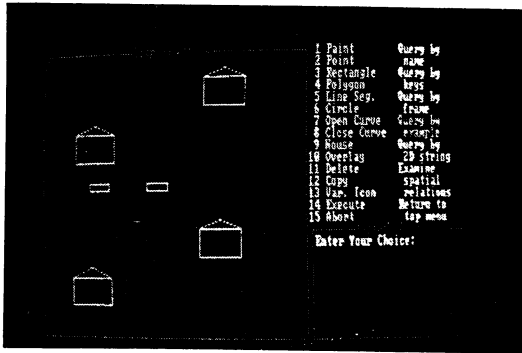 1 Paint Query by
2 Point name
3 Rectangle Query by
4 Polygon keys
5 Line Seg. Query by
6 Circle frame
7 Open Curve Query by
8 Close Curve example
9 House Query by
10 Overlay 2D string
11 Delete Examine
12 Copy spatial
13 Var. Icon relations
14 Execute Return to
15 Abort top menu
Enter Your Choice: